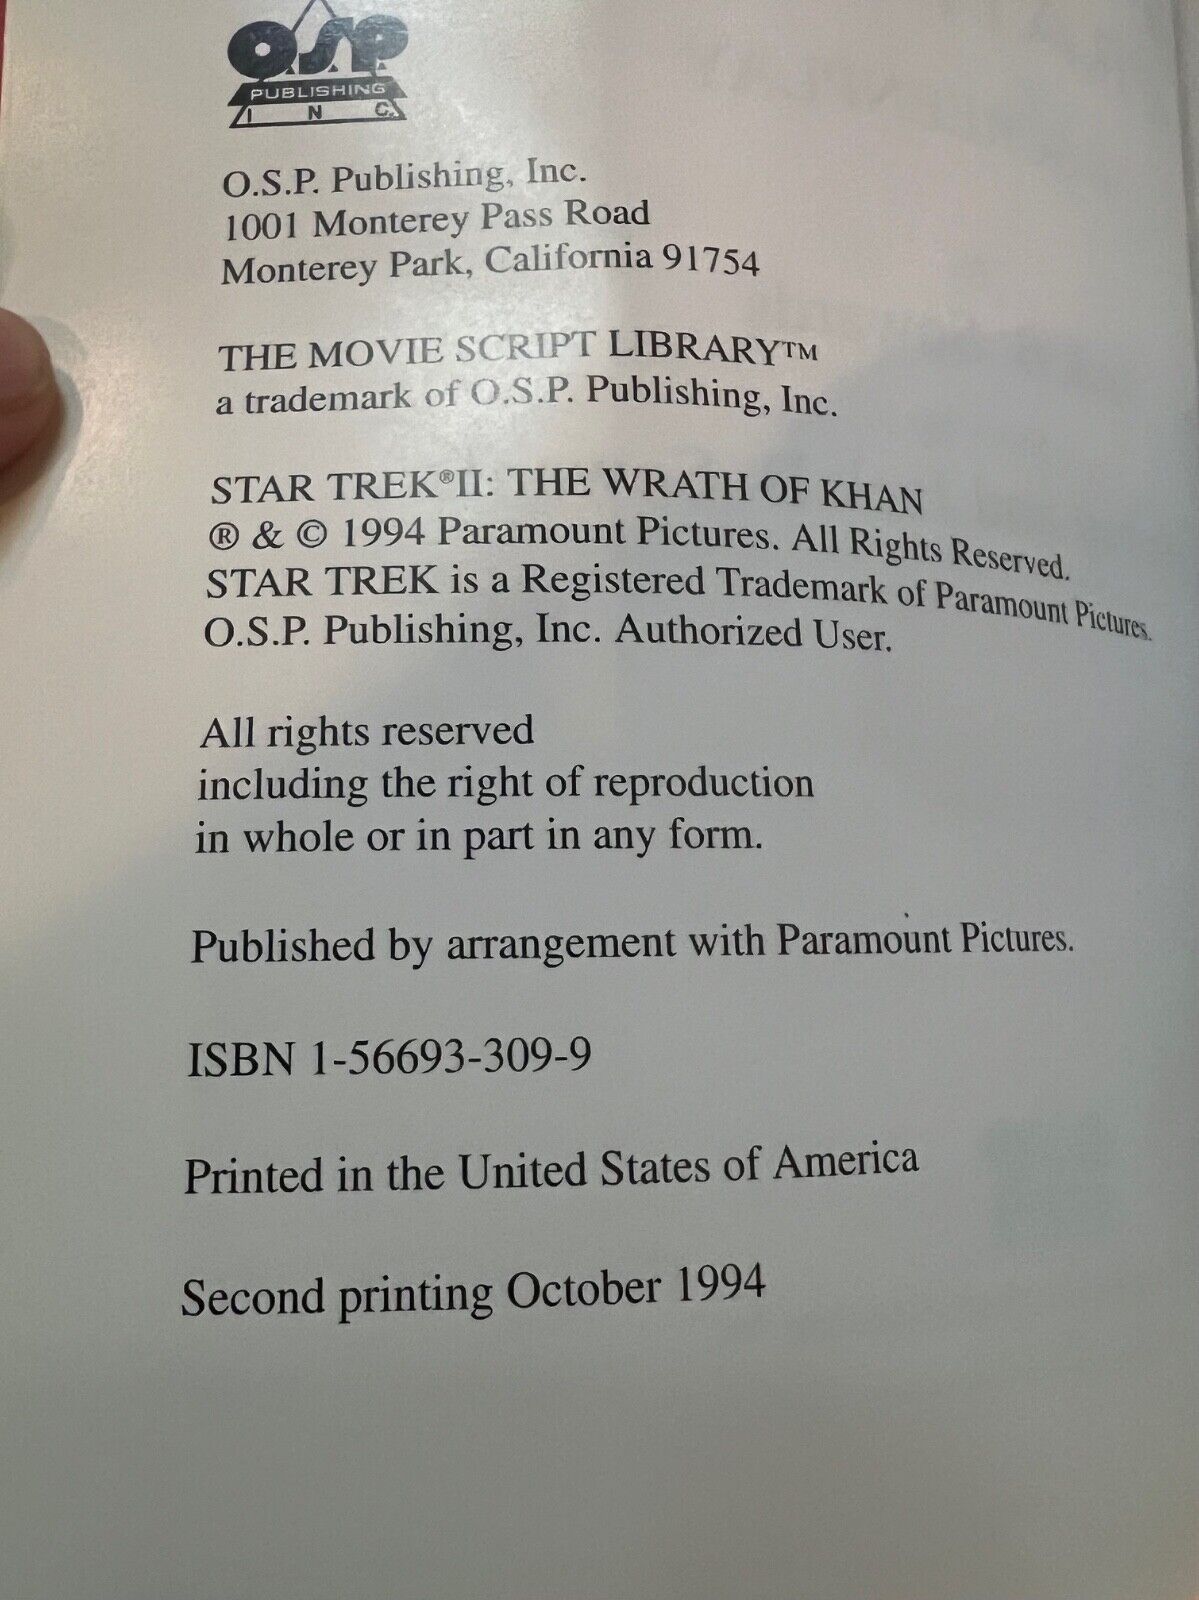 O.S.P.
PUBLISHING
INC.
O.S.P. Publishing, Inc.
1001 Monterey Pass Road
Monterey Park, California 91754
THE MOVIE SCRIPT LIBRARY™
a trademark of O.S.P. Publishing, Inc.
STAR TREK®II: THE WRATH OF KHAN
® & © 1994 Paramount Pictures. All Rights Reserved.
STAR TREK is a Registered Trademark of Paramount Pictures.
O.S.P. Publishing, Inc. Authorized User.
All rights reserved
including the right of reproduction
in whole or in part in any form.
Published by arrangement with Paramount Pictures.
ISBN 1-56693-309-9
Printed in the United States of America
Second printing October 1994